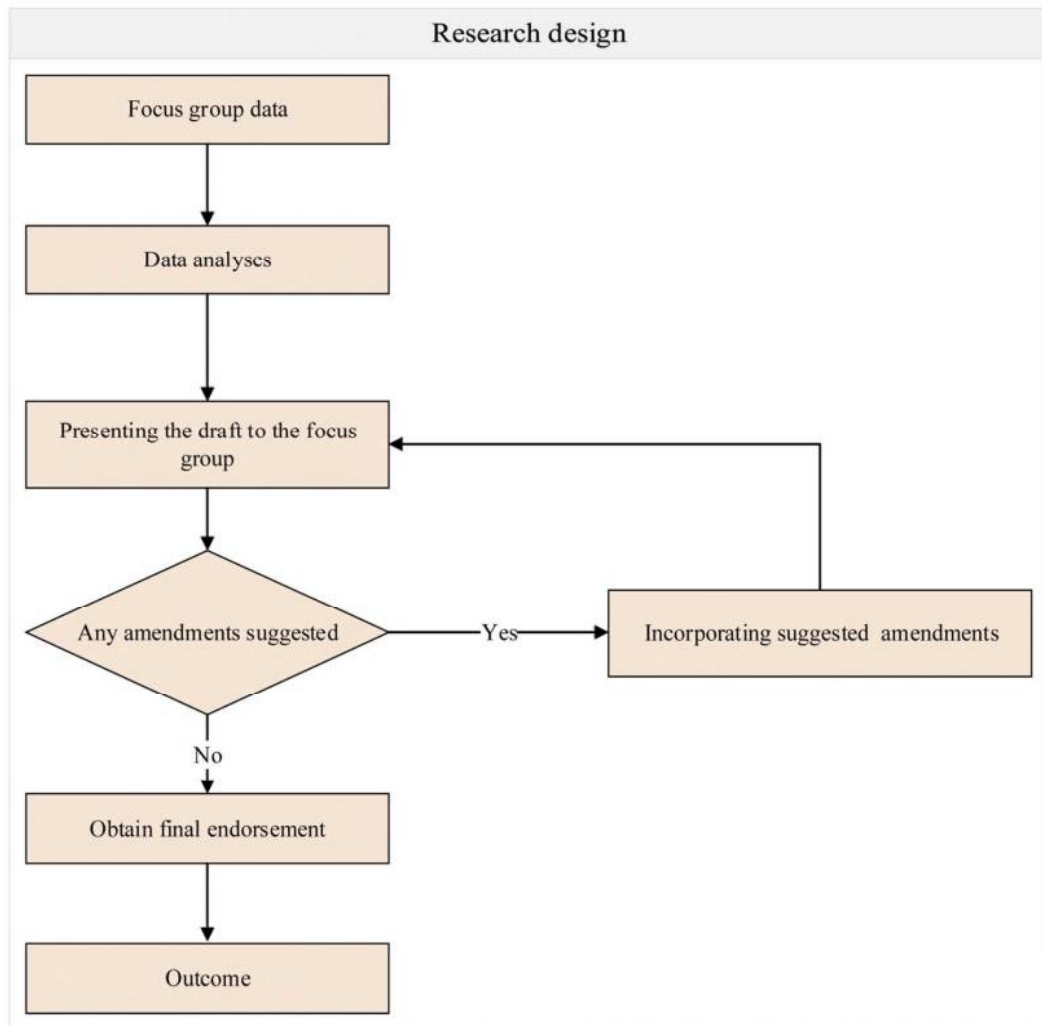 Research design
Focus group data
Data analyses
Presenting the draft to the focus
group
Any amendments suggested
Yes
Incorporating suggested amendments
No
Obtain final endorsement
Outcome